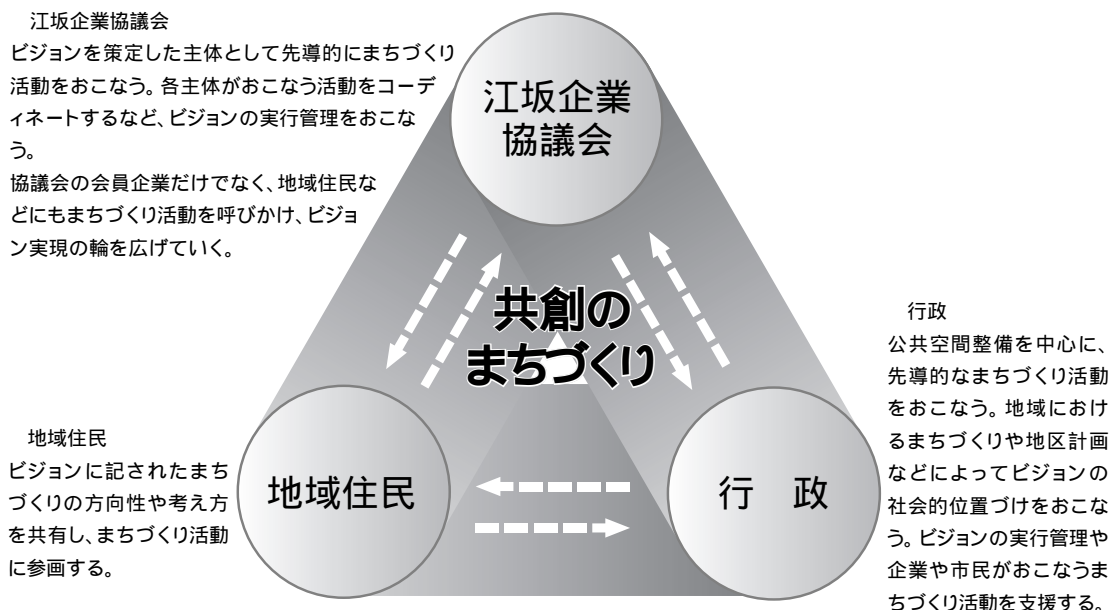 江坂企業協議会
ビジョンを策定した主体として先導的にまちづくり
活動をおこなう。各主体がおこなう活動をコーデ
ィネートするなど、ビジョンの実行管理をおこな
う。
協議会の会員企業だけでなく、地域住民な
どにもまちづくり活動を呼びかけ、ビジョ
ン実現の輪を広げていく。
江坂企業
協議会
共創の
まちづくり
行政
公共空間整備を中心に、
先導的なまちづくり活動
をおこなう。地域におけ
るまちづくりや地区計画
などによってビジョンの
社会的位置づけをおこな
う。ビジョンの実行管理や
企業や市民がおこなうま
ちづくり活動を支援する。
地域住民
ビジョンに記されたまち
づくりの方向性や考え方
を共有し、まちづくり活動
に参画する。
地域住民
行 政